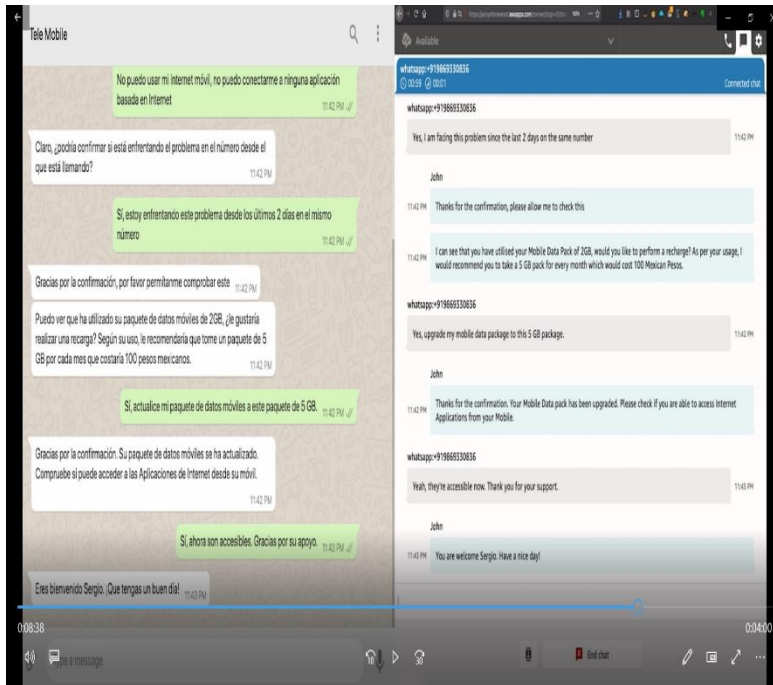 Tele Mobile
No puedo usar mi Internet móvil, no puedo conectarme a ninguna aplicación
basada en Internet
11:42 PM
Claro, ¿podría confirmar si está enfrentando el problema en el número desde el
que está llamando?
11:42 PM
Sí, estoy enfrentando este problema desde los últimos 2 días en el mismo
número
11:42 PM
Gracias por la confirmación, por favor permítanme comprobar este
11:42 PM
Puedo ver que ha utilizado su paquete de datos móviles de 2GB, ¿le gustaría
realizar una recarga? Según su uso, le recomendaría que tome un paquete de 5
GB por cada mes que costaría 100 pesos mexicanos.
11:42 PM
Sí, actualice mi paquete de datos móviles a este paquete de 5 GB.
11:42 PM
Gracias por la confirmación. Su paquete de datos móviles se ha actualizado.
Compruebe si puede acceder a las Aplicaciones de Internet desde su móvil.
11:42 PM
Sí, ahora son accesibles. Gracias por su apoyo.
11:43 PM
Eres bienvenido Sergio. ¡Que tengas un buen día!
11:43 PM
Type a message
Available
whatsapp:+919869330836
00:59 00:01
Connected chat
whatsapp:+919869330836
Yes, I am facing this problem since the last 2 days on the same number
11:42 PM
John
11:42 PM
Thanks for the confirmation, please allow me to check this
11:42 PM
I can see that you have utilised your Mobile Data Pack of 2GB, would you like to perform a recharge? As per your usage, I
would recommend you to take a 5 GB pack for every month which would cost 100 Mexican Pesos.
whatsapp:+919869330836
Yes, upgrade my mobile data package to this 5 GB package.
11:42 PM
John
11:42 PM
Thanks for the confirmation. Your Mobile Data pack has been upgraded. Please check if you are able to access Internet
Applications from your Mobile.
whatsapp:+919869330836
Yeah, they're accessible now. Thank you for your support.
11:43 PM
John
11:43 PM
You are welcome Sergio. Have a nice day!
End chat
0:08:38
0:04:00
10
30